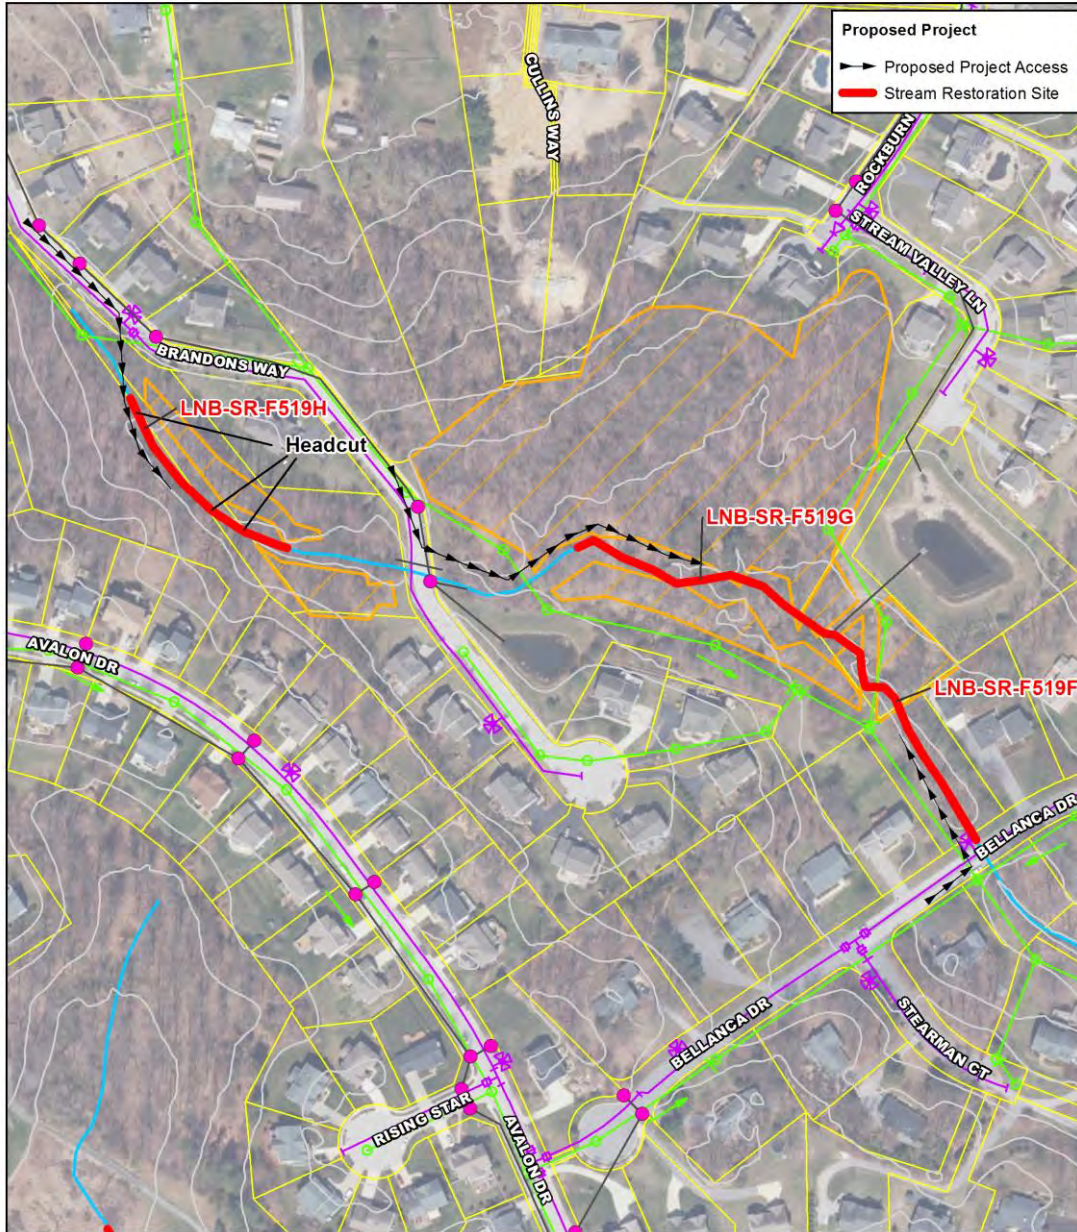 Proposed Project
Proposed Project Access
Stream Restoration Site
CULLINS WAY
ROCKBURN
STREAM VALLEY LN
BRANDONS WAY
LNB-SR-F519H
Headcut
LNB-SR-F519G
AVALON DR
LNB-SR-F519F
BELLANCA DR
BELLANCA DR
STEARMAN CT
RISING STAR
AVALON DR